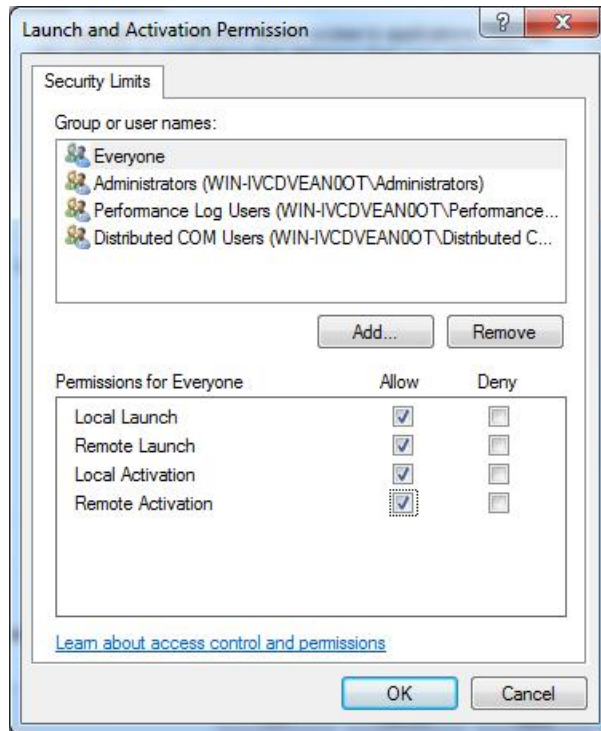 Launch and Activation Permission
Security Limits
Group or user names:
Everyone
Administrators (WIN-IVCDVEAN0OT\Administrators)
Performance Log Users (WIN-IVCDVEAN0OT\Performance...
Distributed COM Users (WIN-IVCDVEAN0OT\Distributed C...
Add... Remove
Permissions for Everyone Allow Deny
Local Launch
Remote Launch
Local Activation
Remote Activation
Learn about access control and permissions
OK Cancel